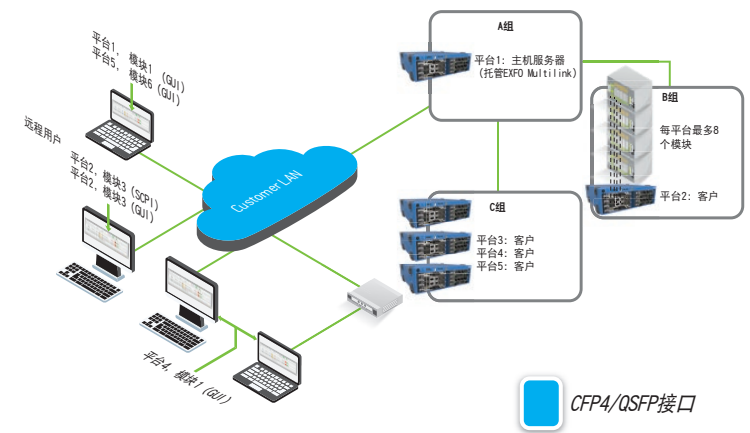 平台1, 模块1 (GUI)
平台5, 模块6 (GUI)
远程用户
平台2, 模块3 (SCPI)
平台2, 模块3 (GUI)
Customer LAN
平台4, 模块1 (GUI)
A组
平台1: 主机服务器
(托管EXFO Multilink)
B组
每平台最多8
个模块
平台2: 客户
C组
平台3: 客户
平台4: 客户
平台5: 客户
CFP4/QSFP接口